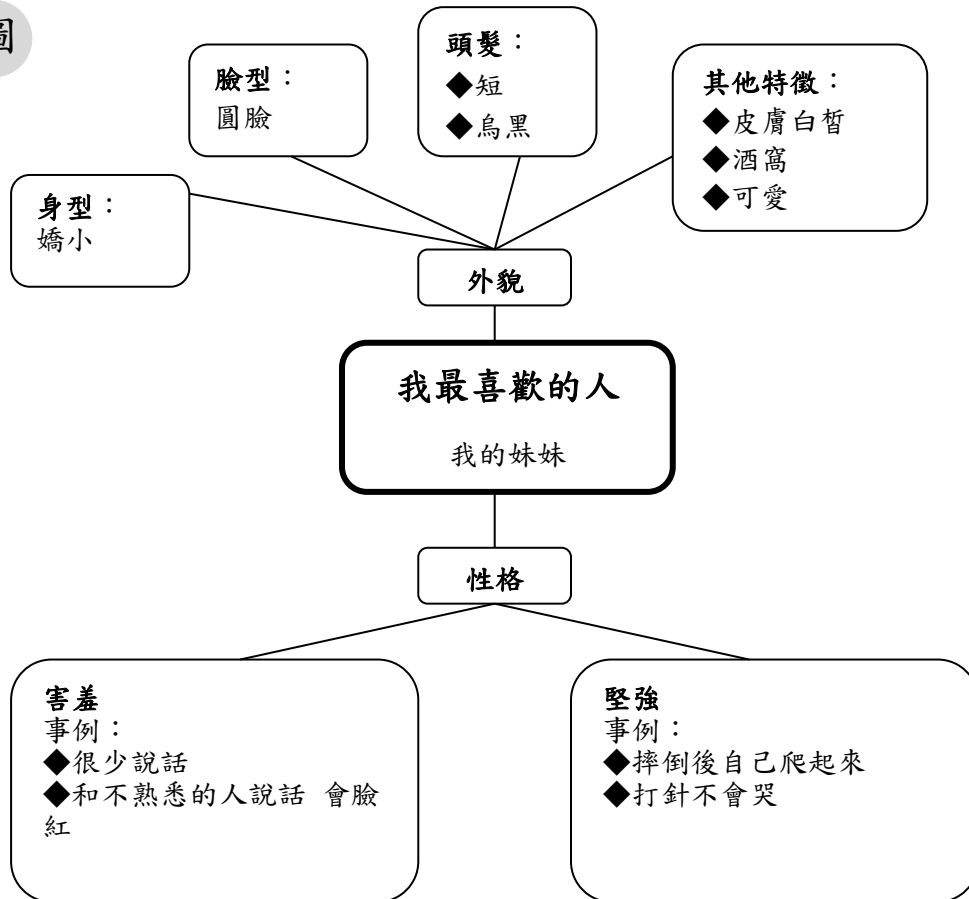 圖
頭髮：
◆短
◆烏黑
臉型：
圓臉
其他特徵：
◆皮膚白皙
◆酒窩
◆可愛
身型：
嬌小
外貌
我最喜歡的人
我的妹妹
性格
害羞
事例：
◆很少說話
◆和不熟悉的人說話 會臉
紅
堅強
事例：
◆摔倒後自己爬起來
◆打針不會哭